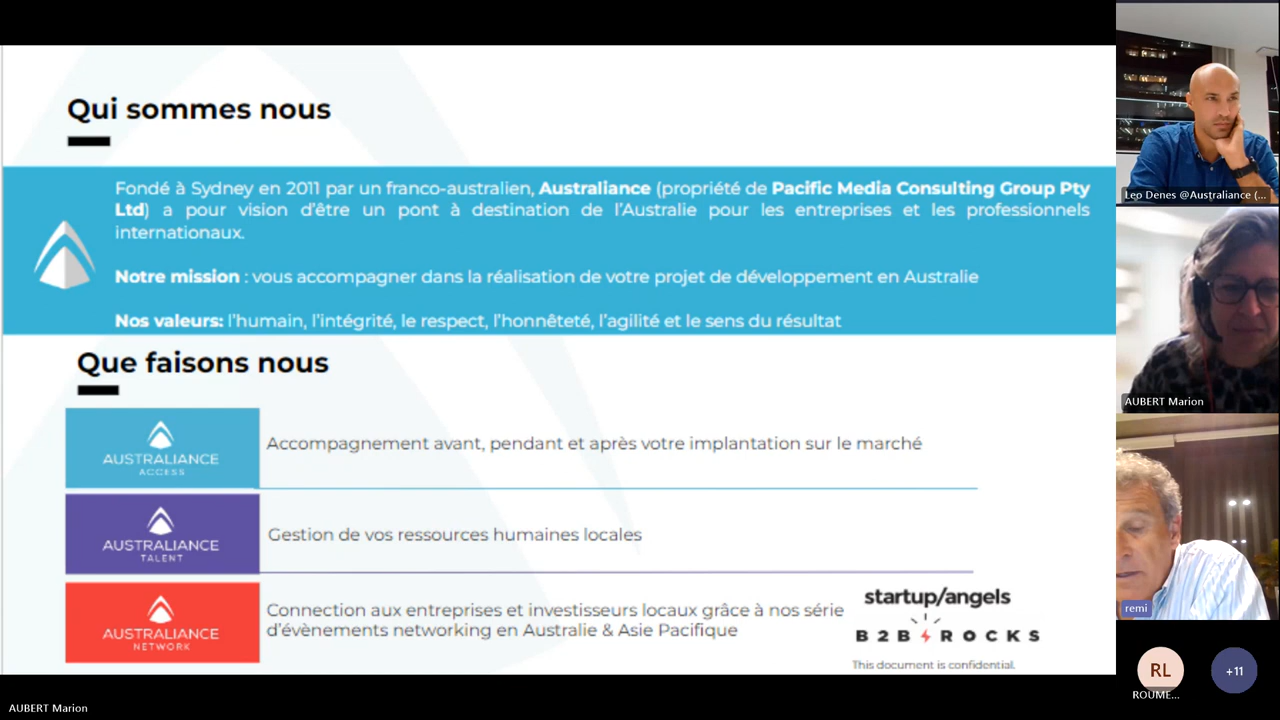 Qui sommes nous
Fondé à Sydney en 2011 par un franco-australien, Australiance (propriété de Pacific Media Consulting Group Pty
Ltd) a pour vision d'être un pont à destination de l'Australie pour les entreprises et les professionnels
internationaux.
Notre mission : vous accompagner dans la réalisation de votre projet de développement en Australie
Nos valeurs: l'humain, l'intégrité, le respect, l'honnêteté, l'agilité et le sens du résultat
Que faisons nous
AUSTRALIANCE
ACCESS
Accompagnement avant, pendant et après votre implantation sur le marché
AUSTRALIANCE
TALENT
Gestion de vos ressources humaines locales
AUSTRALIANCE
NETWORK
Connection aux entreprises et investisseurs locaux grâce à nos série
d'évènements networking en Australie & Asie Pacifique
startup/angels
B2B ROCKS
This document is confidential.
AUBERT Marion
Leo Denes @Australiance (...
AUBERT Marion
remi
RL
ROUME...
+11